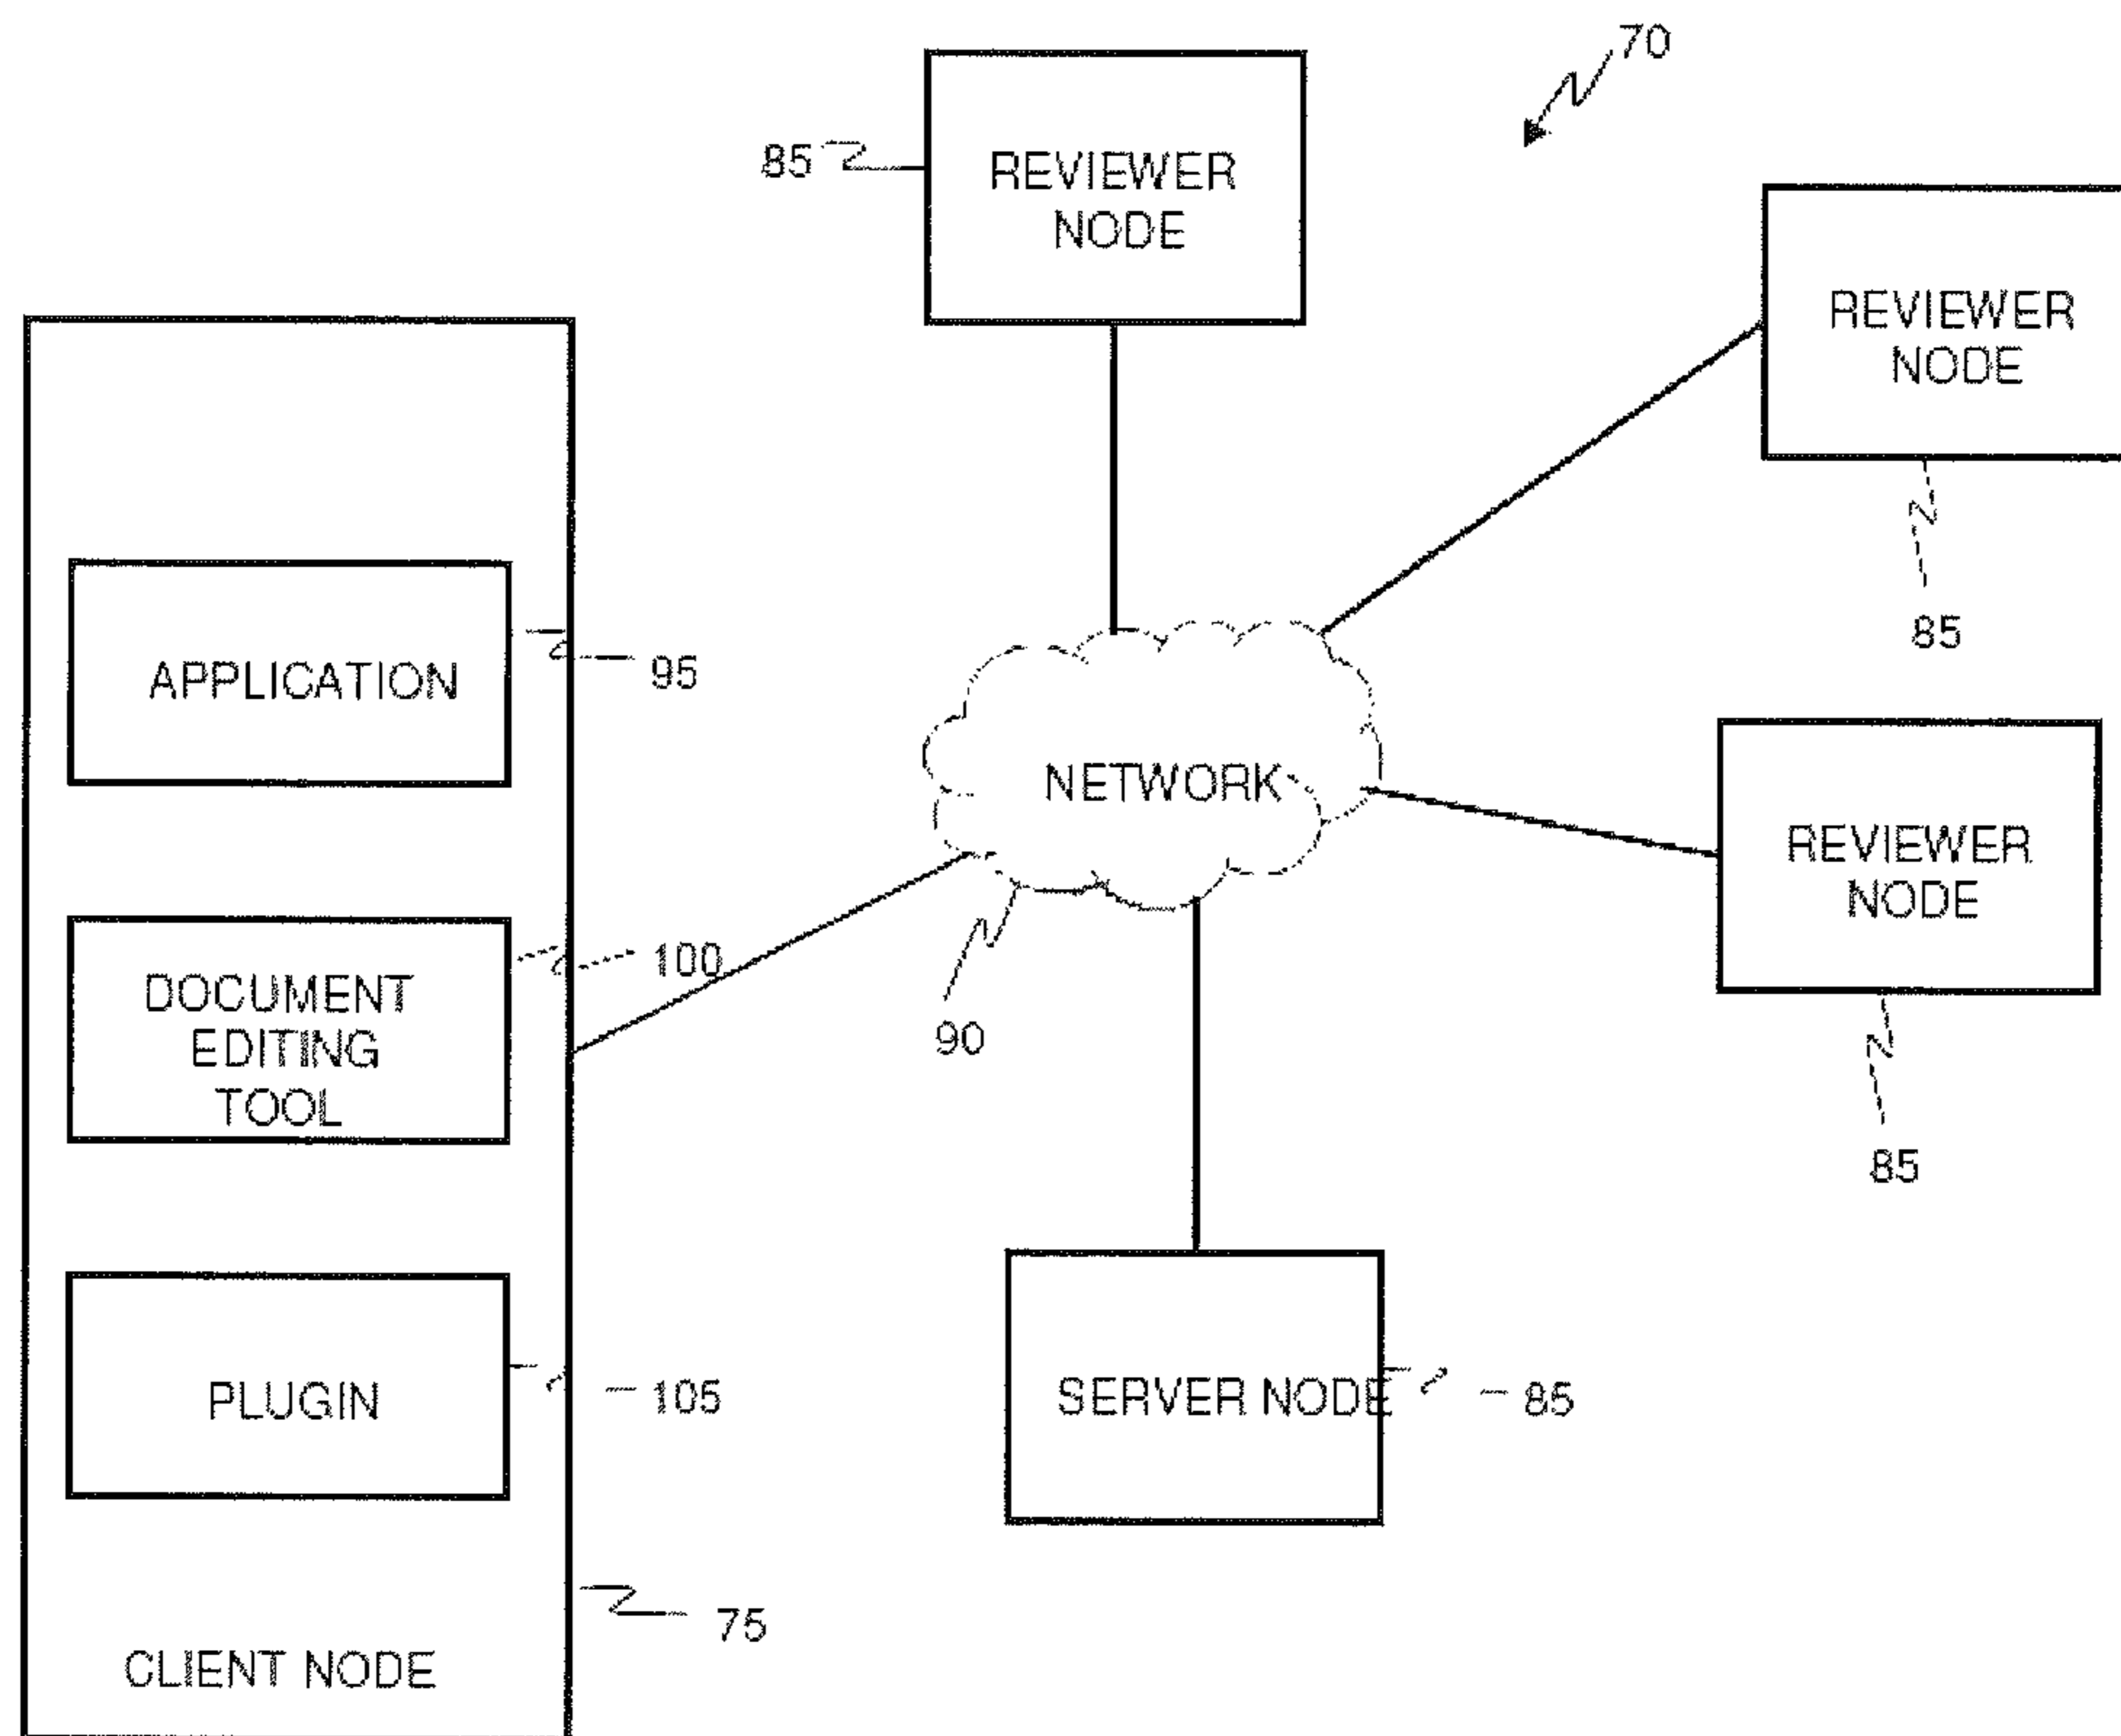 70
85
REVIEWER
NODE
REVIEWER
NODE
85
APPLICATION
95
NETWORK
REVIEWER
NODE
85
DOCUMENT
EDITING
TOOL
100
90
PLUGIN
105
SERVER NODE
85
75
CLIENT NODE